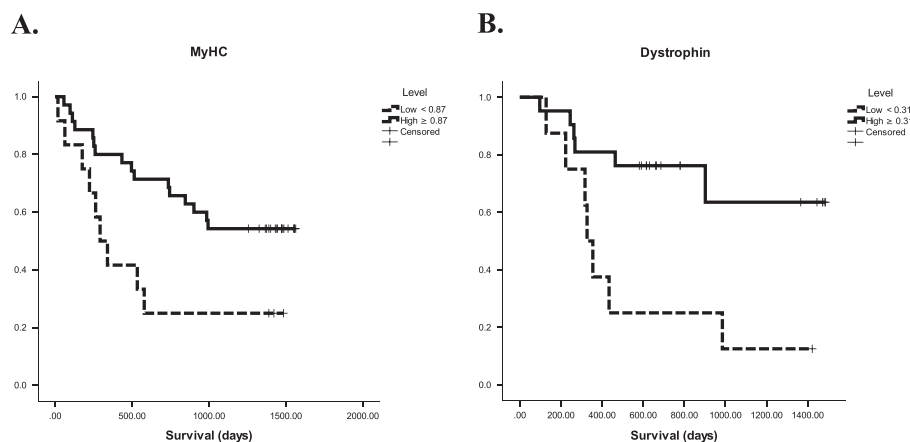 A.
MyHC
1.0
0.8
0.6
0.4
0.2
0.0
.00 500.00 1000.00 1500.00 2000.00
Survival (days)
Level
Low < 0.87
High ≥ 0.87
Censored
B.
Dystrophin
1.0
0.8
0.6
0.4
0.2
0.0
.00 200.00 400.00 600.00 800.00 1000.00 1200.00 1400.00
Survival (days)
Level
Low < 0.31
High ≥ 0.31
Censored